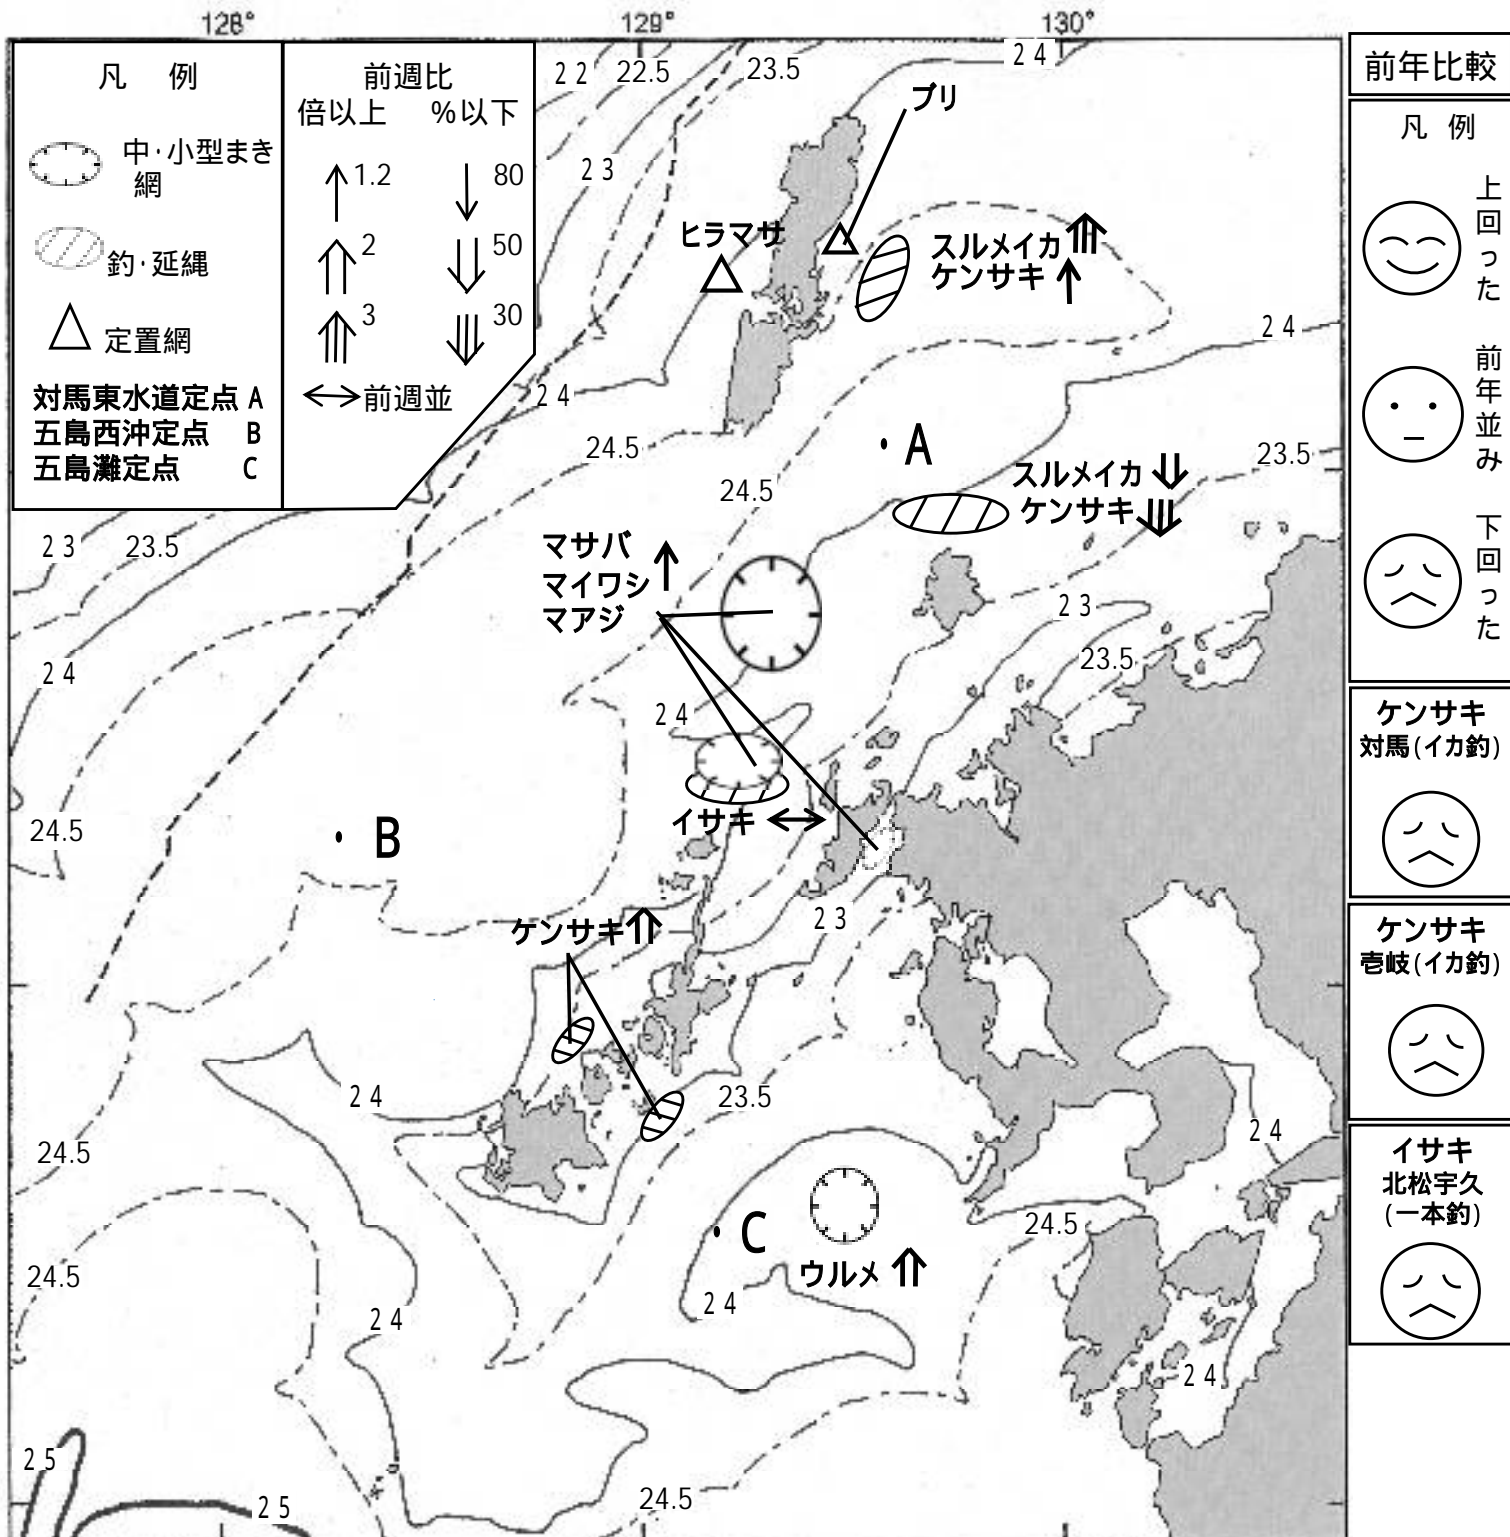 128°
129°
130°
凡 例
中・小型まき
網
釣・延縄
定置網
対馬東水道定点 A
五島西沖定点 B
五島灘定点 C
前週比
倍以上 %以下
1.2 80
2 50
3 30
前週並
22
22.5
23.5
24
ブリ
23
ヒラマサ
スルメイカ
ケンサキ
24
24
24.5
A
24.5
スルメイカ
ケンサキ
23.5
23
23.5
マサバ
マイワシ
マアジ
23
23.5
24
24
24.5
B
イサキ
ケンサキ
23
24
23.5
24.5
24
C
ウルメ
24.5
24.5
24
24
24
25
25
24.5
前年比較
凡 例
上回った
前年並み
下回った
ケンサキ
対馬(イカ釣)
ケンサキ
壱岐(イカ釣)
イサキ
北松宇久
(一本釣)